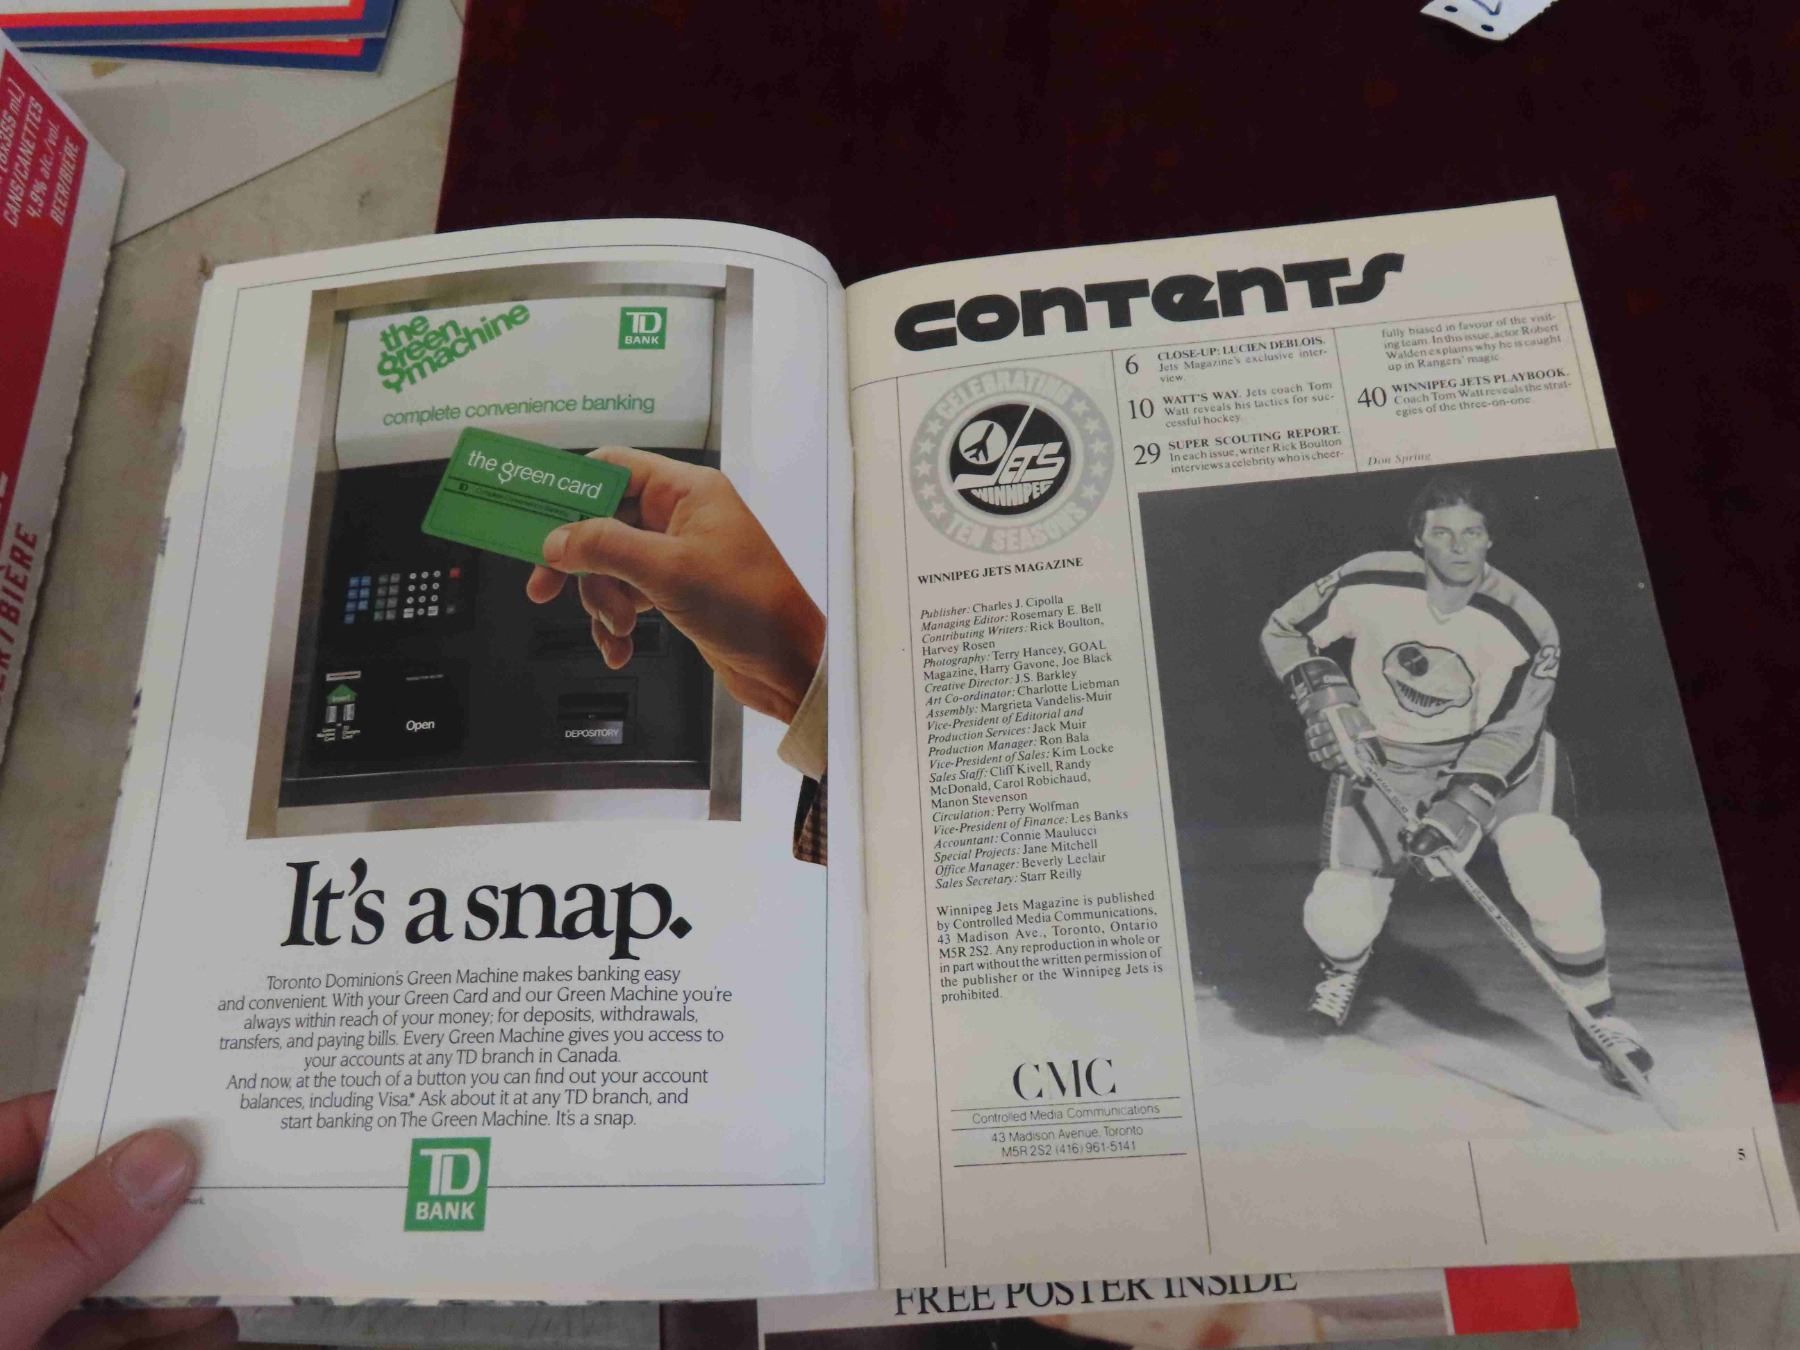 6x355 mL]
CANS/CANETTES
4.9% alc./vol.
BEER/BIÈRE
the
green
machine
TD
BANK
complete convenience banking
the green card
Open
DEPOSITORY
It's a snap.
Toronto Dominion's Green Machine makes banking easy
and convenient. With your Green Card and our Green Machine you're
always within reach of your money; for deposits, withdrawals,
transfers, and paying bills. Every Green Machine gives you access to
your accounts at any TD branch in Canada.
And now, at the touch of a button you can find out your account
balances, including Visa.* Ask about it at any TD branch, and
start banking on The Green Machine. It's a snap.
TD
BANK
mark.
CONTENTS
CELEBRATING
JETS
WINNIPEG
TEN SEASONS
WINNIPEG JETS MAGAZINE
Publisher: Charles J. Cipolla
Managing Editor: Rosemary E. Bell
Contributing Writers: Rick Boulton,
Harvey Rosen
Photography: Terry Hancey, GOAL
Magazine, Harry Gavone, Joe Black
Creative Director: J.S. Barkley
Art Co-ordinator: Charlotte Liebman
Assembly: Margrieta Vandelis-Muir
Vice-President of Editorial and
Production Services: Jack Muir
Production Manager: Ron Bala
Vice-President of Sales: Kim Locke
Sales Staff: Cliff Kivell, Randy
McDonald, Carol Robichaud,
Manon Stevenson
Circulation: Perry Wolfman
Vice-President of Finance: Les Banks
Accountant: Connie Maulucci
Special Projects: Jane Mitchell
Office Manager: Beverly Leclair
Sales Secretary: Starr Reilly
Winnipeg Jets Magazine is published
by Controlled Media Communications,
43 Madison Ave., Toronto, Ontario
M5R 2S2. Any reproduction in whole or
in part without the written permission of
the publisher or the Winnipeg Jets is
prohibited.
CMC
Controlled Media Communications
43 Madison Avenue, Toronto
M5R 2S2 (416) 961-5141
6 CLOSE-UP: LUCIEN DEBLOIS.
Jets Magazine's exclusive inter-
view.
10 WATT'S WAY. Jets coach Tom
Watt reveals his tactics for suc-
cessful hockey.
29 SUPER SCOUTING REPORT.
In each issue, writer Rick Boulton
interviews a celebrity who is cheer-
fully biased in favour of the visit-
ing team. In this issue, actor Robert
Walden explains why he is caught
up in Rangers' magic.
40 WINNIPEG JETS PLAYBOOK.
Coach Tom Watt reveals the strat-
egies of the three-on-one.
Don Spring
WINNIPEG
5
FREE POSTER INSIDE